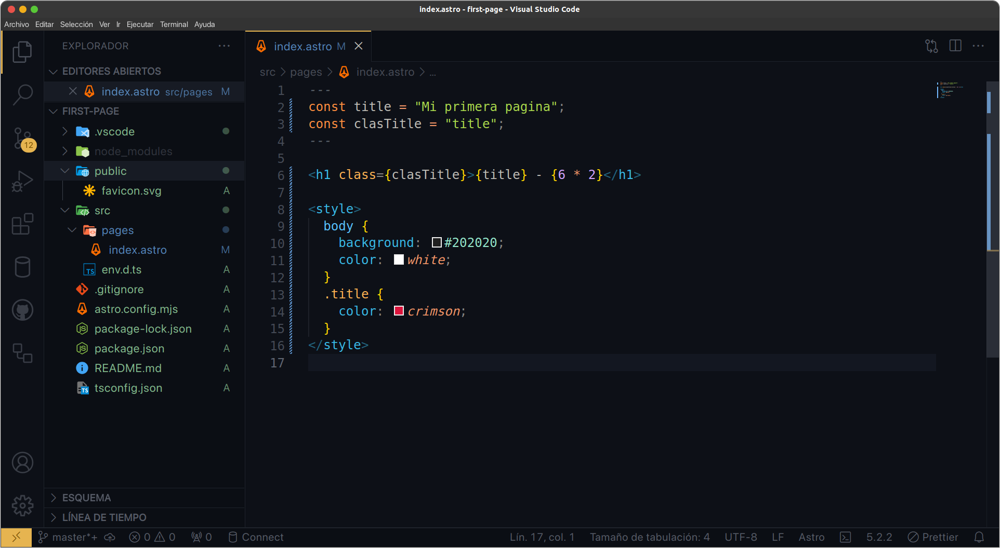 index.astro - first-page - Visual Studio Code
Archivo Editar Selección Ver Ir Ejecutar Terminal Ayuda
EXPLORADOR
EDITORES ABIERTOS
index.astro src/pages M
FIRST-PAGE
.vscode
node_modules
public
favicon.svg A
src
pages
index.astro M
env.d.ts A
.gitignore A
astro.config.mjs A
package-lock.json A
package.json A
README.md A
tsconfig.json A
ESQUEMA
LÍNEA DE TIEMPO
12
index.astro M
src > pages > index.astro > ...
1 ---
2 const title = "Mi primera pagina";
3 const clasTitle = "title";
4 ---
5
6 <h1 class={clasTitle}>{title} - {6 * 2}</h1>
7
8 <style>
9 body {
10 background: #202020;
11 color: white;
12 }
13 .title {
14 color: crimson;
15 }
16 </style>
17
master*+ 0 0 0 Connect Lín. 17, col. 1 Tamaño de tabulación: 4 UTF-8 LF Astro 5.2.2 Prettier